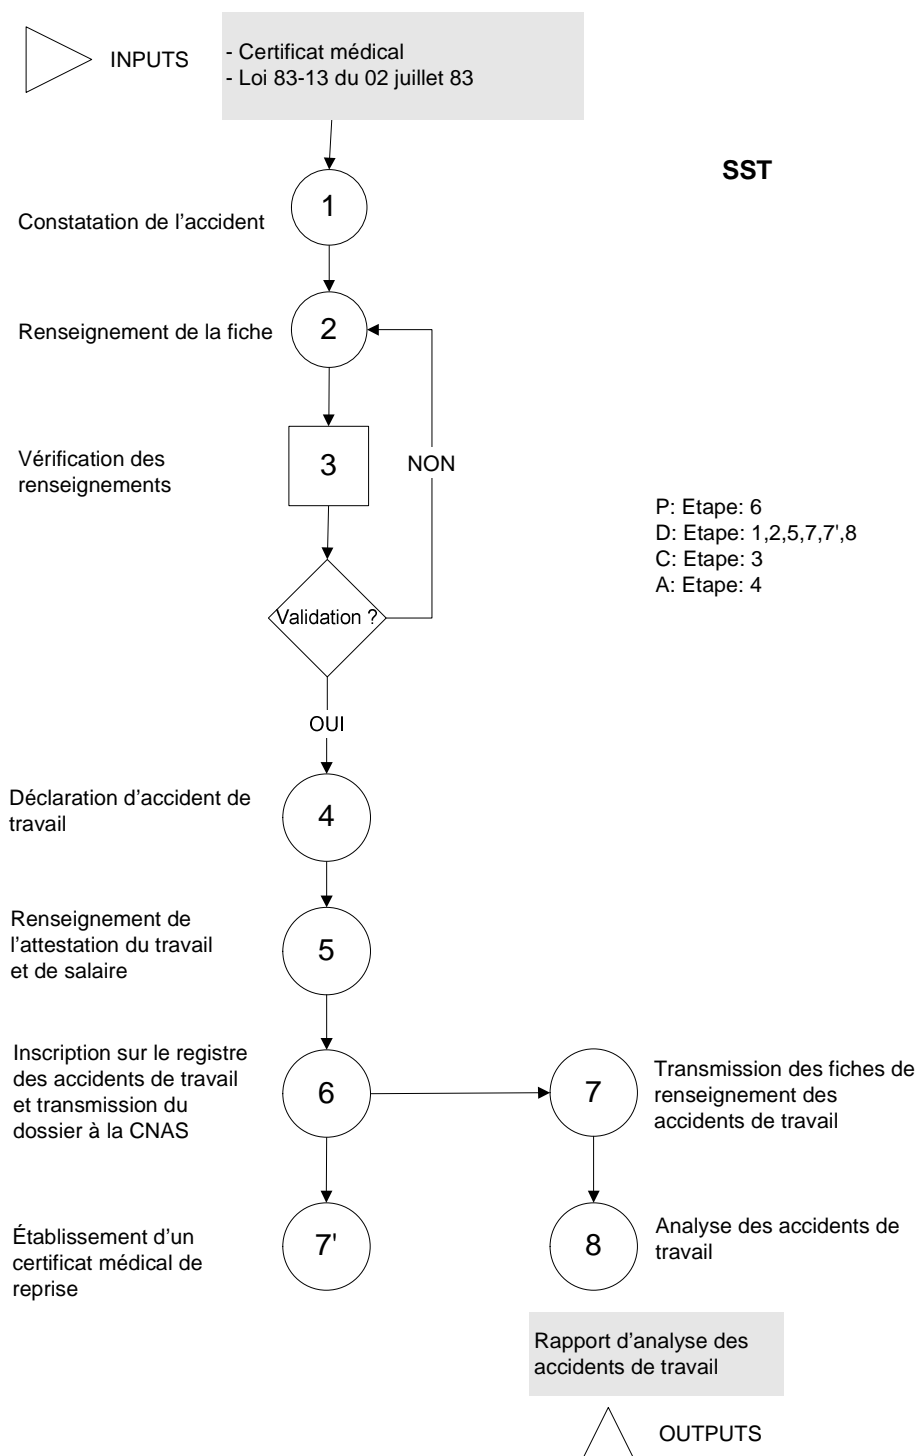 INPUTS
- Certificat médical
- Loi 83-13 du 02 juillet 83
SST
1
Constatation de l’accident
2
Renseignement de la fiche
3
Vérification des
renseignements
NON
P: Etape: 6
D: Etape: 1,2,5,7,7',8
C: Etape: 3
A: Etape: 4
Validation ?
OUI
4
Déclaration d’accident de
travail
5
Renseignement de
l’attestation du travail
et de salaire
6
Inscription sur le registre
des accidents de travail
et transmission du
dossier à la CNAS
7
Transmission des fiches de
renseignement des
accidents de travail
7'
Établissement d’un
certificat médical de
reprise
8
Analyse des accidents de
travail
Rapport d’analyse des
accidents de travail
OUTPUTS